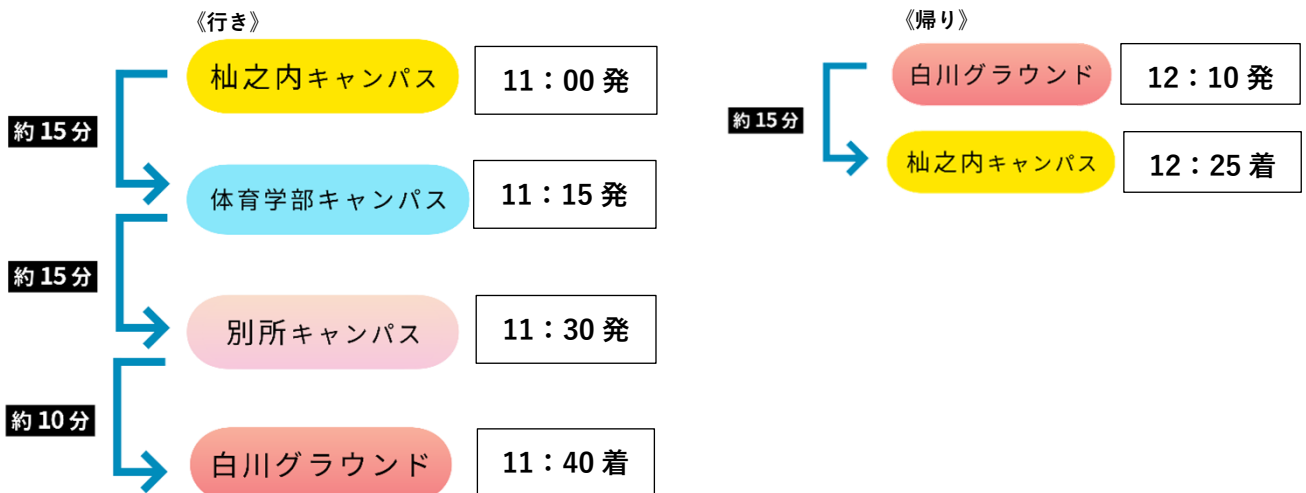 《行き》
杣之内キャンパス
11：00 発
約 15 分
体育学部キャンパス
11：15 発
約 15 分
別所キャンパス
11：30 発
約 10 分
白川グラウンド
11：40 着
《帰り》
白川グラウンド
12：10 発
約 15 分
杣之内キャンパス
12：25 着